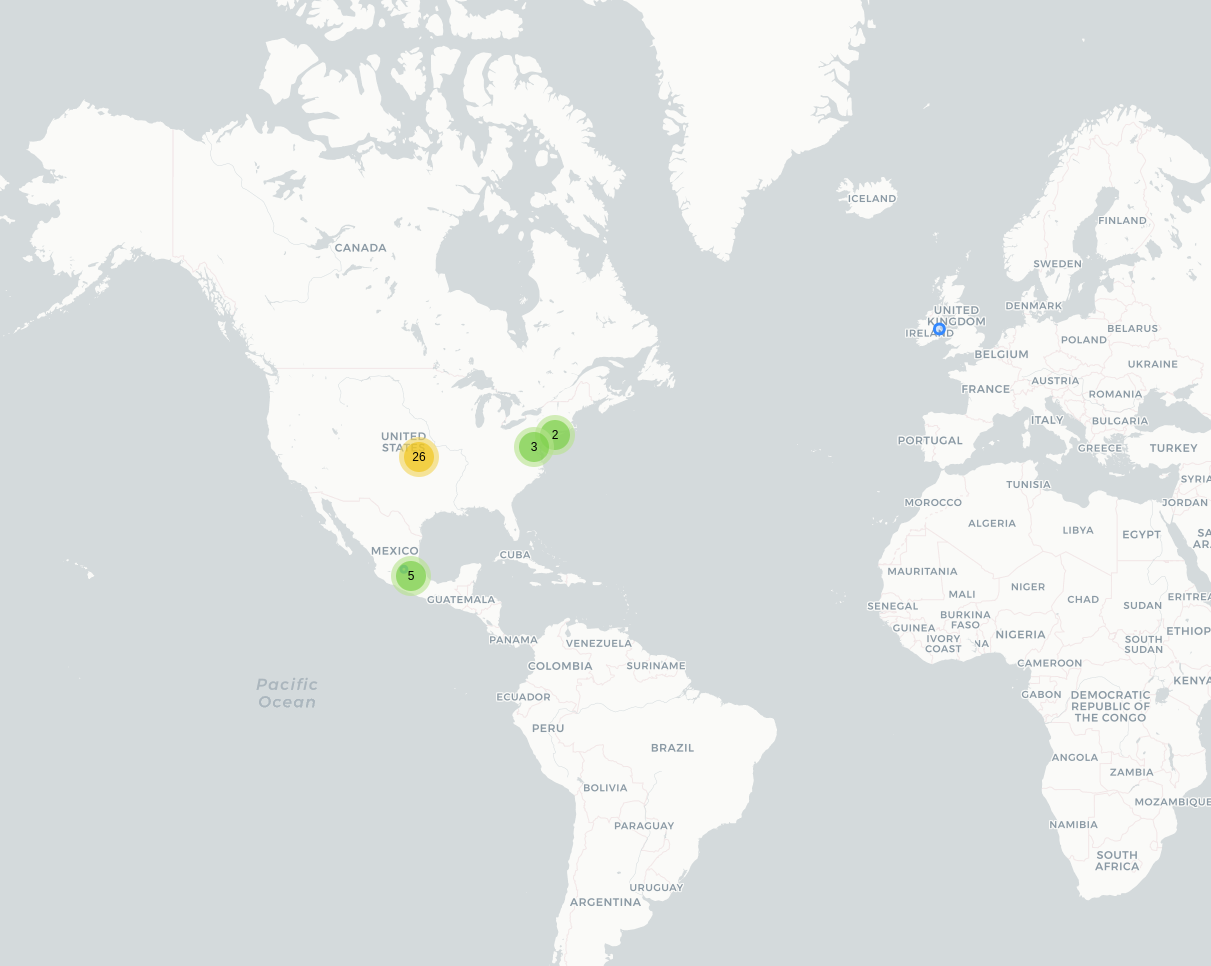 ICELAND
FINLAND
CANADA
SWEDEN
DENMARK
UNITED
KINGDOM
IRELAND
BELARUS
POLAND
BELGIUM
UKRAINE
AUSTRIA
FRANCE
ROMANIA
ITALY
BULGARIA
UNITED
STATES
2
3
26
PORTUGAL
GREECE
TURKEY
SYRIA
TUNISIA
MOROCCO
JORDAN
ALGERIA
LIBYA
EGYPT
SA
AR
MEXICO
CUBA
5
MAURITANIA
NIGER
MALI
GUATEMALA
CHAD
ERITREA
SENEGAL
SUDAN
BURKINA
FASO
GUINEA
NIGERIA
ETHIOP
IVORY
COAST
NA
SOUTH
SUDAN
PANAMA
VENEZUELA
COLOMBIA
SURINAME
CAMEROON
KENYA
Pacific
Ocean
ECUADOR
GABON
DEMOCRATIC
REPUBLIC OF
THE CONGO
PERU
BRAZIL
ANGOLA
ZAMBIA
BOLIVIA
MOZAMBIQUE
PARAGUAY
NAMIBIA
SOUTH
AFRICA
URUGUAY
ARGENTINA